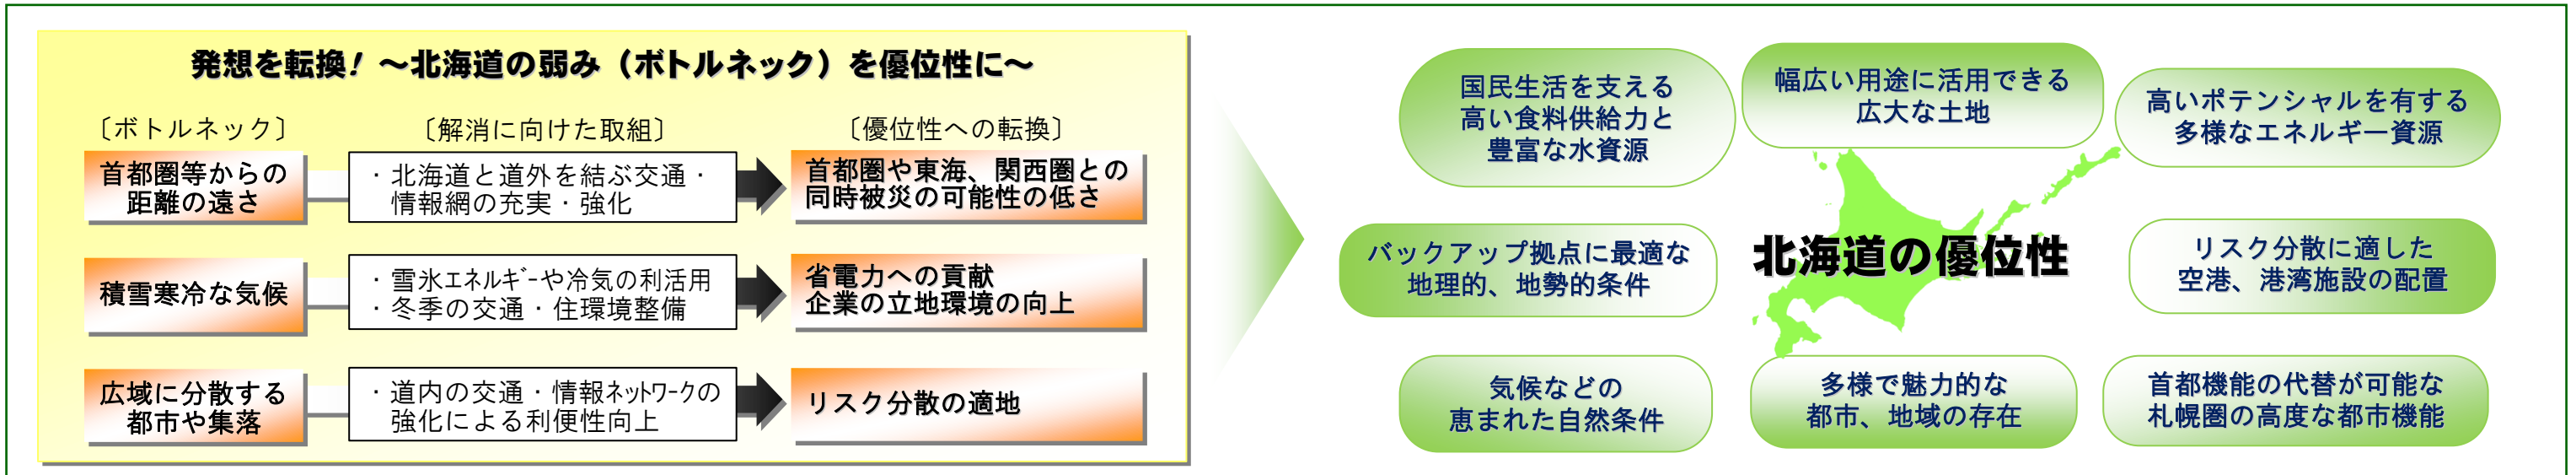 発想を転換！～北海道の弱み（ボトルネック）を優位性に～
〔ボトルネック〕
〔解消に向けた取組〕
〔優位性への転換〕
首都圏等からの
距離の遠さ
・北海道と道外を結ぶ交通・
情報網の充実・強化
首都圏や東海、関西圏との
同時被災の可能性の低さ
積雪寒冷な気候
・雪氷ｴﾈﾙｷﾞｰや冷気の利活用
・冬季の交通・住環境整備
省電力への貢献
企業の立地環境の向上
広域に分散する
都市や集落
・道内の交通・情報ﾈｯﾄﾜｰｸの
強化による利便性向上
リスク分散の適地
国民生活を支える
高い食料供給力と
豊富な水資源
幅広い用途に活用できる
広大な土地
高いポテンシャルを有する
多様なエネルギー資源
バックアップ拠点に最適な
地理的、地勢的条件
北海道の優位性
リスク分散に適した
空港、港湾施設の配置
気候などの
恵まれた自然条件
多様で魅力的な
都市、地域の存在
首都機能の代替が可能な
札幌圏の高度な都市機能